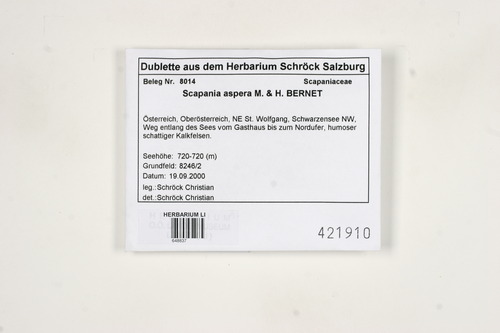 Dublette aus dem Herbarium Schröck Salzburg
Beleg Nr. 8014 Scapaniaceae
Scapania aspera M. & H. BERNET
Österreich, Oberösterreich, NE St. Wolfgang, Schwarzensee NW,
Weg entlang des Sees vom Gasthaus bis zum Nordufer, humoser
schattiger Kalkfelsen.
Seehöhe: 720-720 (m)
Grundfeld: 8246/2
Datum: 19.09.2000
leg.:Schröck Christian
det.:Schröck Christian
HERBARIUM LI
421910